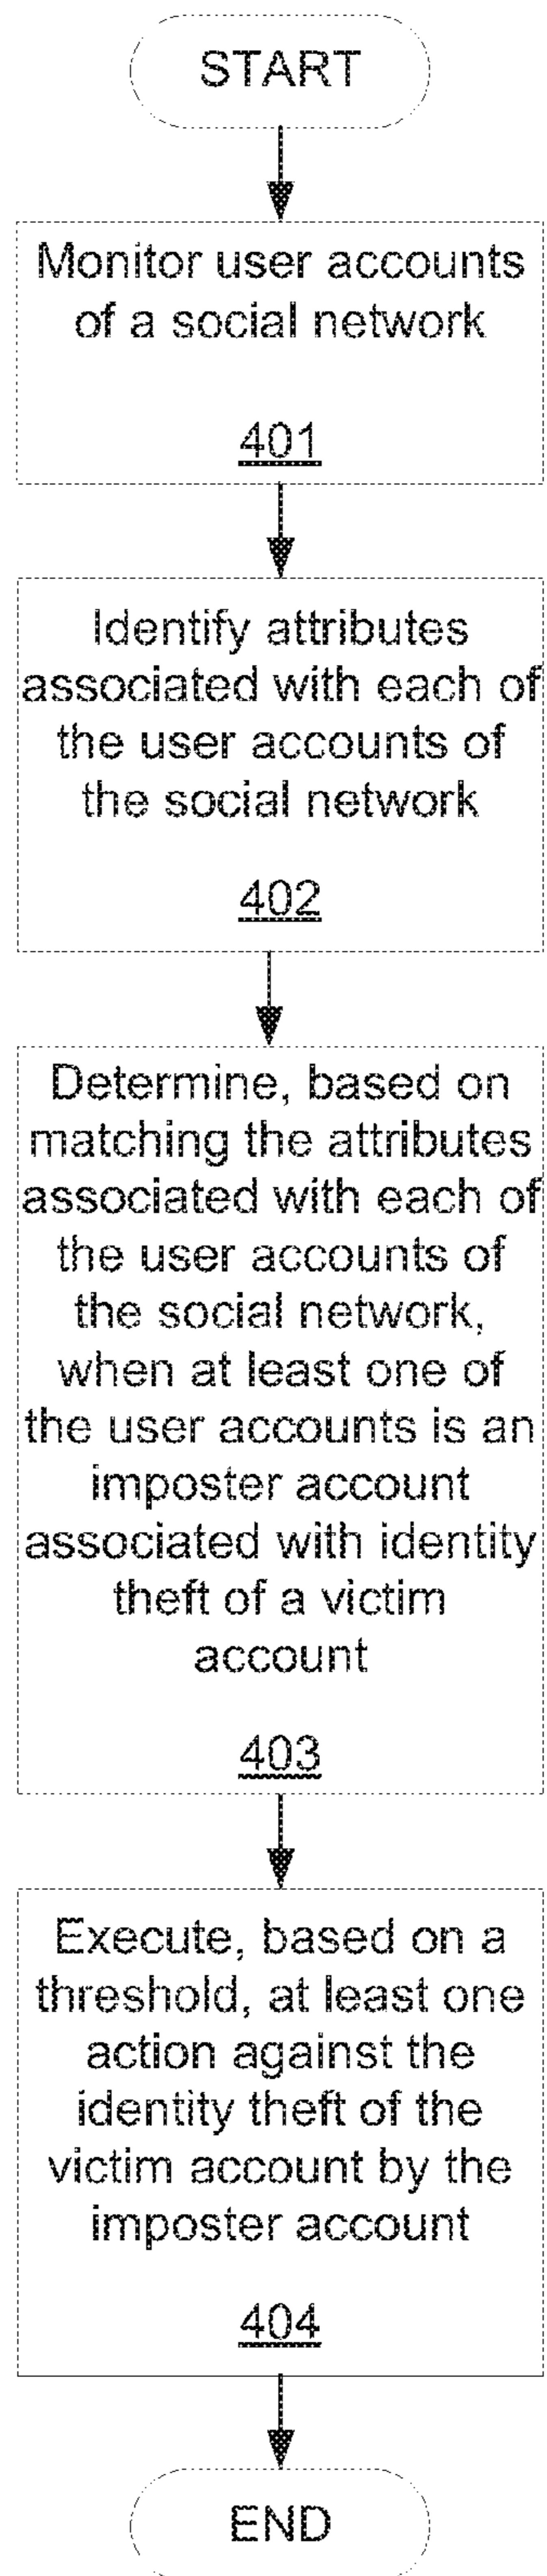 START
Monitor user accounts
of a social network
401
Identify attributes
associated with each of
the user accounts of
the social network
402
Determine, based on
matching the attributes
associated with each of
the user accounts of
the social network,
when at least one of
the user accounts is an
imposter account
associated with identity
theft of a victim
account
403
Execute, based on a
threshold, at least one
action against the
identity theft of the
victim account by the
imposter account
404
END